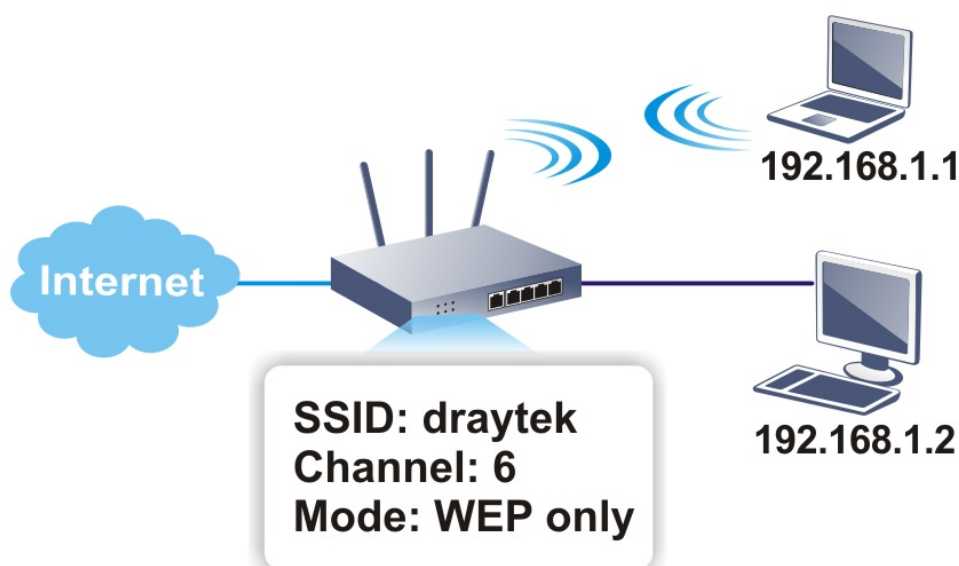 192.168.1.1
Internet
192.168.1.2
SSID: draytek
Channel: 6
Mode: WEP only